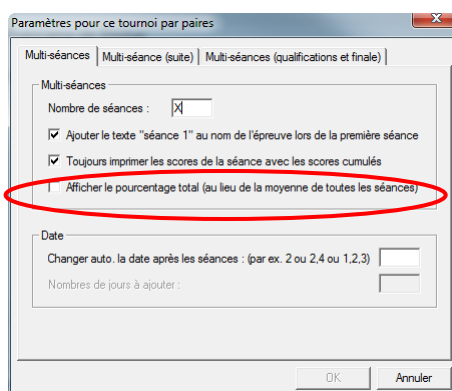 Paramètres pour ce tournoi par paires
Multi-séances
Multi-séance (suite)
Multi-séances (qualifications et finale)
Multi-séances
Nombre de séances : X
Ajouter le texte "séance 1" au nom de l'épreuve lors de la première séance
Toujours imprimer les scores de la séance avec les scores cumulés
Afficher le pourcentage total (au lieu de la moyenne de toutes les séances)
Date
Changer auto. la date après les séances : (par ex. 2 ou 2,4 ou 1,2,3)
Nombres de jours à ajouter :
OK
Annuler